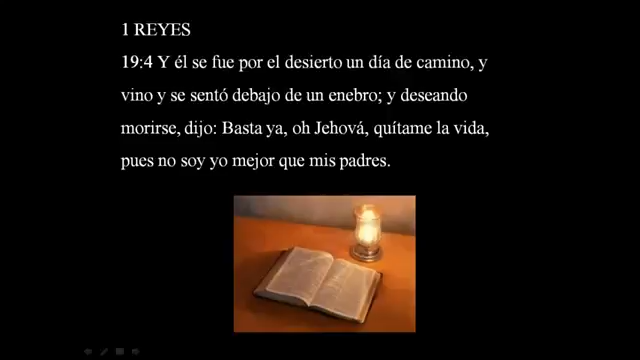 1 REYES
19:4 Y él se fue por el desierto un día de camino, y
vino y se sentó debajo de un enebro; y deseando
morirse, dijo: Basta ya, oh Jehová, quítame la vida,
pues no soy yo mejor que mis padres.